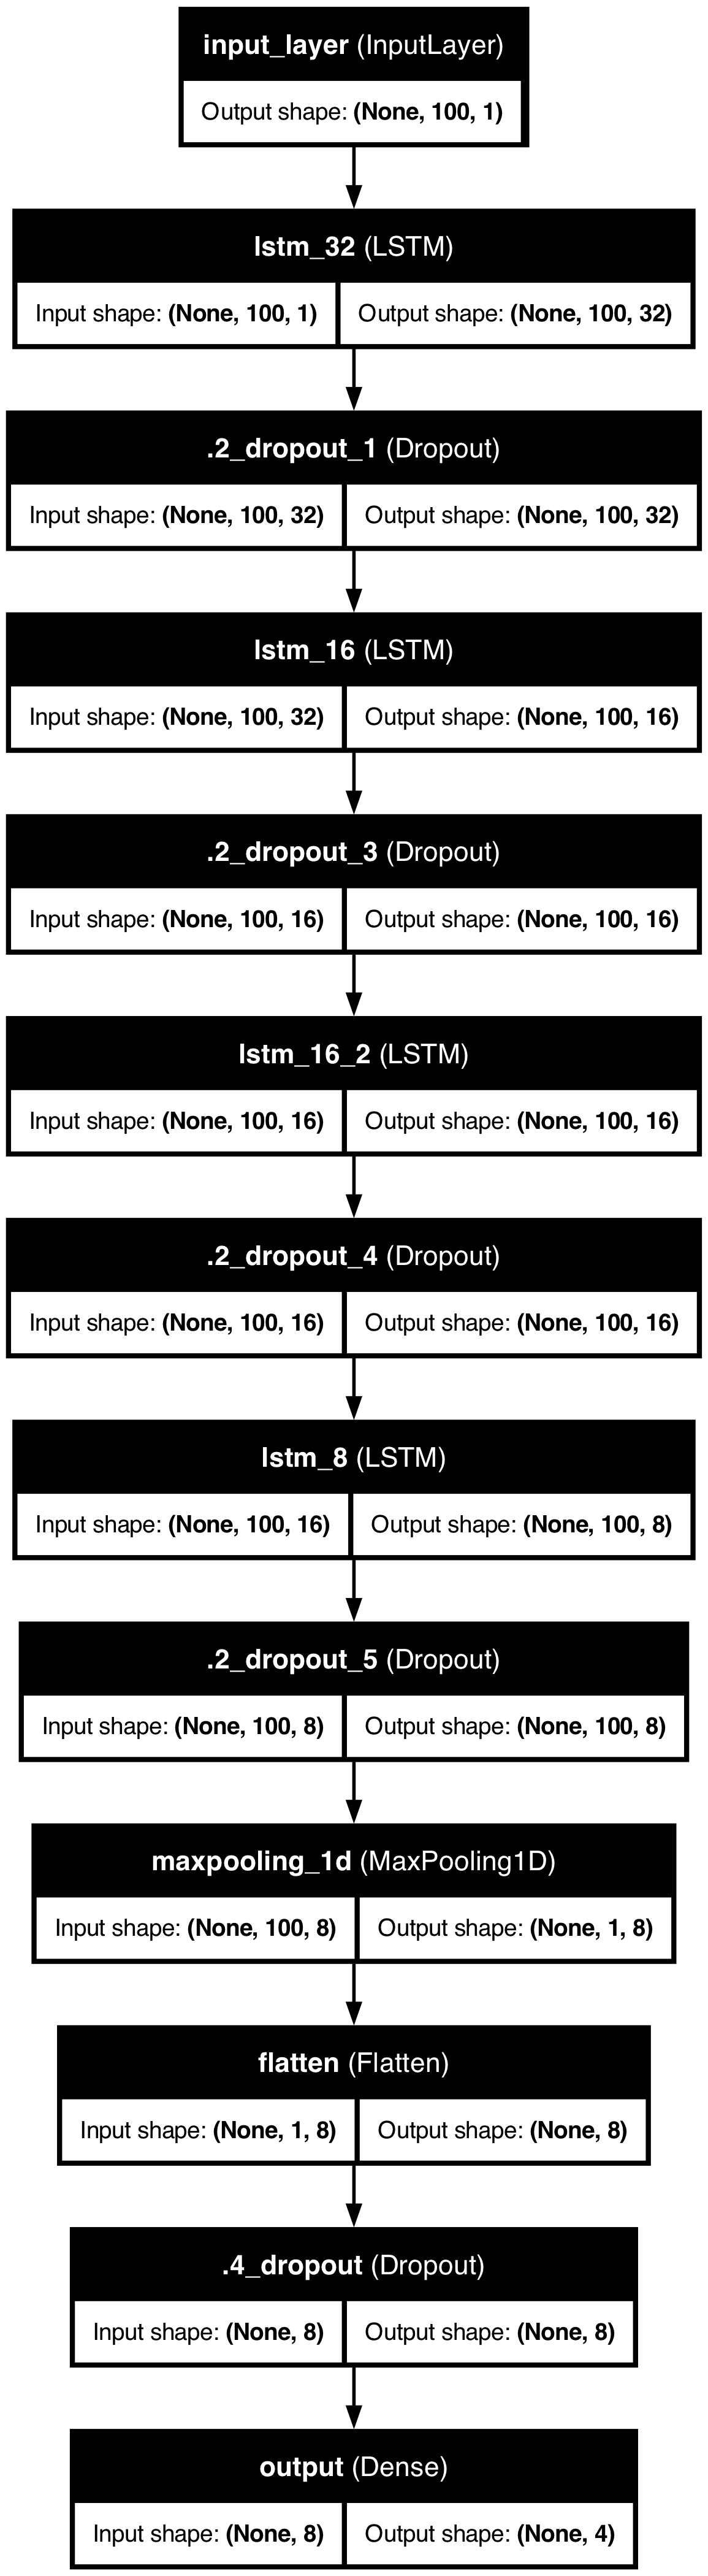 input_layer (InputLayer)
Output shape: (None, 100, 1)
lstm_32 (LSTM)
Input shape: (None, 100, 1) Output shape: (None, 100, 32)
.2_dropout_1 (Dropout)
Input shape: (None, 100, 32) Output shape: (None, 100, 32)
lstm_16 (LSTM)
Input shape: (None, 100, 32) Output shape: (None, 100, 16)
.2_dropout_3 (Dropout)
Input shape: (None, 100, 16) Output shape: (None, 100, 16)
lstm_16_2 (LSTM)
Input shape: (None, 100, 16) Output shape: (None, 100, 16)
.2_dropout_4 (Dropout)
Input shape: (None, 100, 16) Output shape: (None, 100, 16)
lstm_8 (LSTM)
Input shape: (None, 100, 16) Output shape: (None, 100, 8)
.2_dropout_5 (Dropout)
Input shape: (None, 100, 8) Output shape: (None, 100, 8)
maxpooling_1d (MaxPooling1D)
Input shape: (None, 100, 8) Output shape: (None, 1, 8)
flatten (Flatten)
Input shape: (None, 1, 8) Output shape: (None, 8)
.4_dropout (Dropout)
Input shape: (None, 8) Output shape: (None, 8)
output (Dense)
Input shape: (None, 8) Output shape: (None, 4)